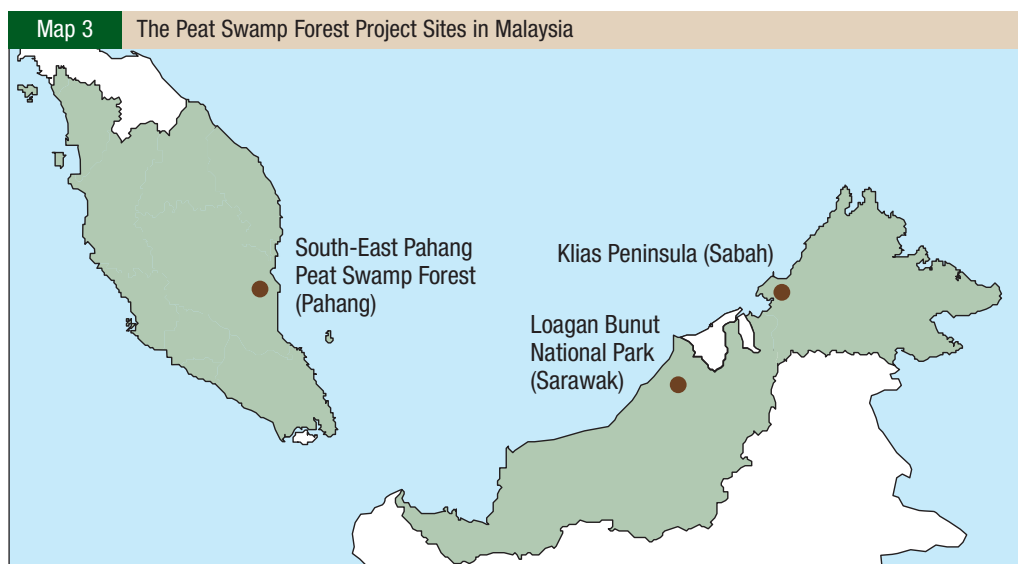 Map 3
The Peat Swamp Forest Project Sites in Malaysia
South-East Pahang
Peat Swamp Forest
(Pahang)
Klias Peninsula (Sabah)
Loagan Bunut
National Park
(Sarawak)